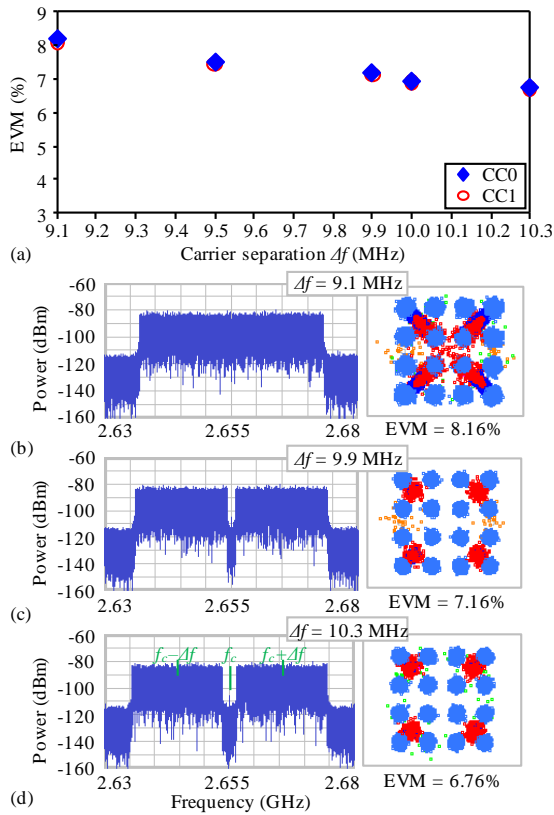 9
8
7
6
5
4
3
EVM (%)
CC0
CC1
9.1 9.2 9.3 9.4 9.5 9.6 9.7 9.8 9.9 10.0 10.1 10.2 10.3
(a) Carrier separation Δf (MHz)
Δf = 9.1 MHz
-60
-80
-100
-120
-140
-160
Power (dBm)
2.63 2.655 2.68
EVM = 8.16%
(b)
Δf = 9.9 MHz
-60
-80
-100
-120
-140
-160
Power (dBm)
2.63 2.655 2.68
EVM = 7.16%
(c)
Δf = 10.3 MHz
-60
-80
-100
-120
-140
-160
Power (dBm)
fc−Δf fc fc+Δf
2.63 2.655 2.68
EVM = 6.76%
(d) Frequency (GHz)